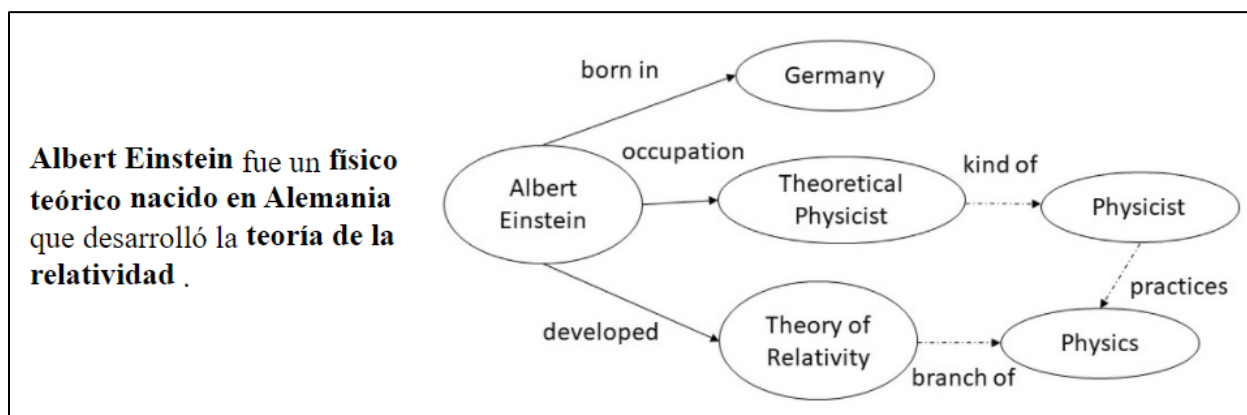 Albert Einstein fue un físico
teórico nacido en Alemania
que desarrolló la teoría de la
relatividad .
born in
Germany
occupation
kind of
Albert
Einstein
Theoretical
Physicist
Physicist
practices
developed
Theory of
Relativity
Physics
branch of